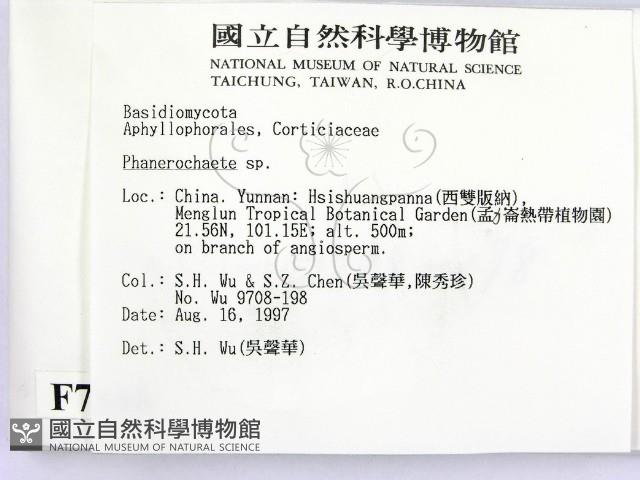 國立自然科學博物館
NATIONAL MUSEUM OF NATURAL SCIENCE
TAICHUNG, TAIWAN, R.O.CHINA
Basidiomycota
Aphyllophorales, Corticiaceae
Phanerochaete sp.
Loc.: China. Yunnan: Hsishuangpanna(西雙版納),
Menglun Tropical Botanical Garden(孟崙熱帶植物園)
21.56N, 101.15E; alt. 500m;
on branch of angiosperm.
Col.: S.H. Wu & S.Z. Chen(吳聲華,陳秀珍)
No. Wu 9708-198
Date: Aug. 16, 1997
Det.: S.H. Wu(吳聲華)
F7
國立自然科學博物館
NATIONAL MUSEUM OF NATURAL SCIENCE